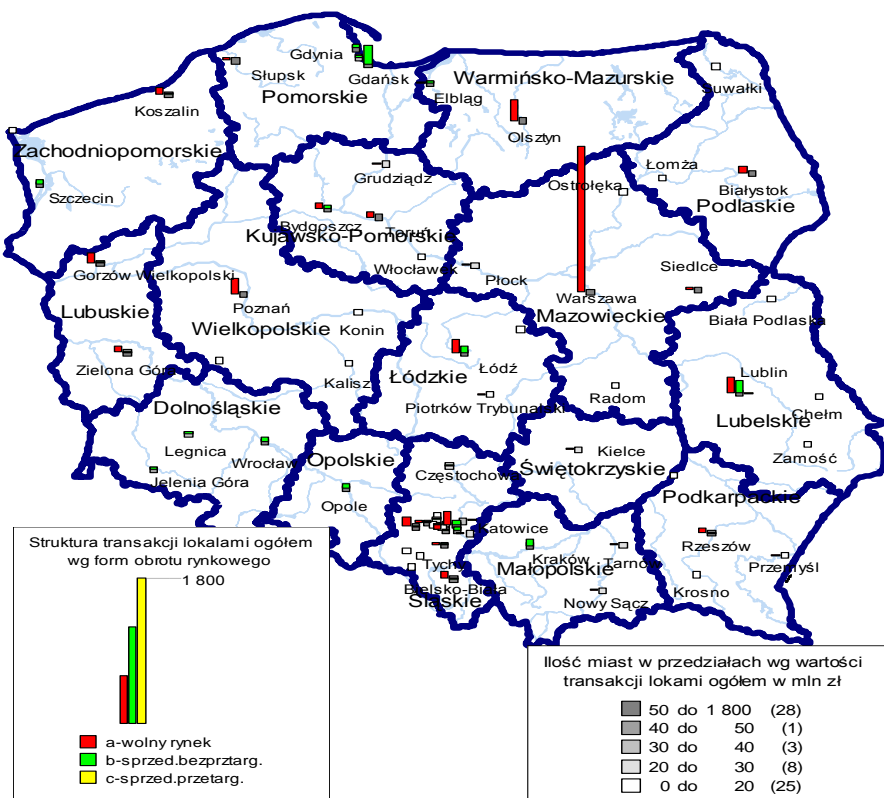 Gdynia
Słupsk
Gdańsk
Pomorskie
Koszalin
Elbląg
Warmińsko-Mazurskie
Olsztyn
Suwałki
Zachodniopomorskie
Szczecin
Grudziądz
Ostrołęka
Łomża
Białystok
Podlaskie
Bydgoszcz
Toruń
Kujawsko-Pomorskie
Włocławek
Płock
Siedlce
Gorzów Wielkopolski
Lubuskie
Poznań
Wielkopolskie
Konin
Warszawa
Mazowieckie
Biała Podlaska
Zielona Góra
Kalisz
Łódź
Łódzkie
Piotrków Trybunalski
Radom
Lublin
Lubelskie
Chełm
Zamość
Dolnośląskie
Legnica
Wrocław
Jelenia Góra
Opolskie
Opole
Częstochowa
Kielce
Świętokrzyskie
Podkarpackie
Katowice
Tychy
Bielsko-Biała
Śląskie
Kraków
Małopolskie
Tarnów
Nowy Sącz
Rzeszów
Przemyśl
Krosno
Struktura transakcji lokalami ogółem
wg form obrotu rynkowego
1 800
a-wolny rynek
b-sprzed.bezprztarg.
c-sprzed.przetarg.
Ilość miast w przedziałach wg wartości
transakcji lokami ogółem w mln zł
50 do 1 800 (28)
40 do 50 (1)
30 do 40 (3)
20 do 30 (8)
0 do 20 (25)